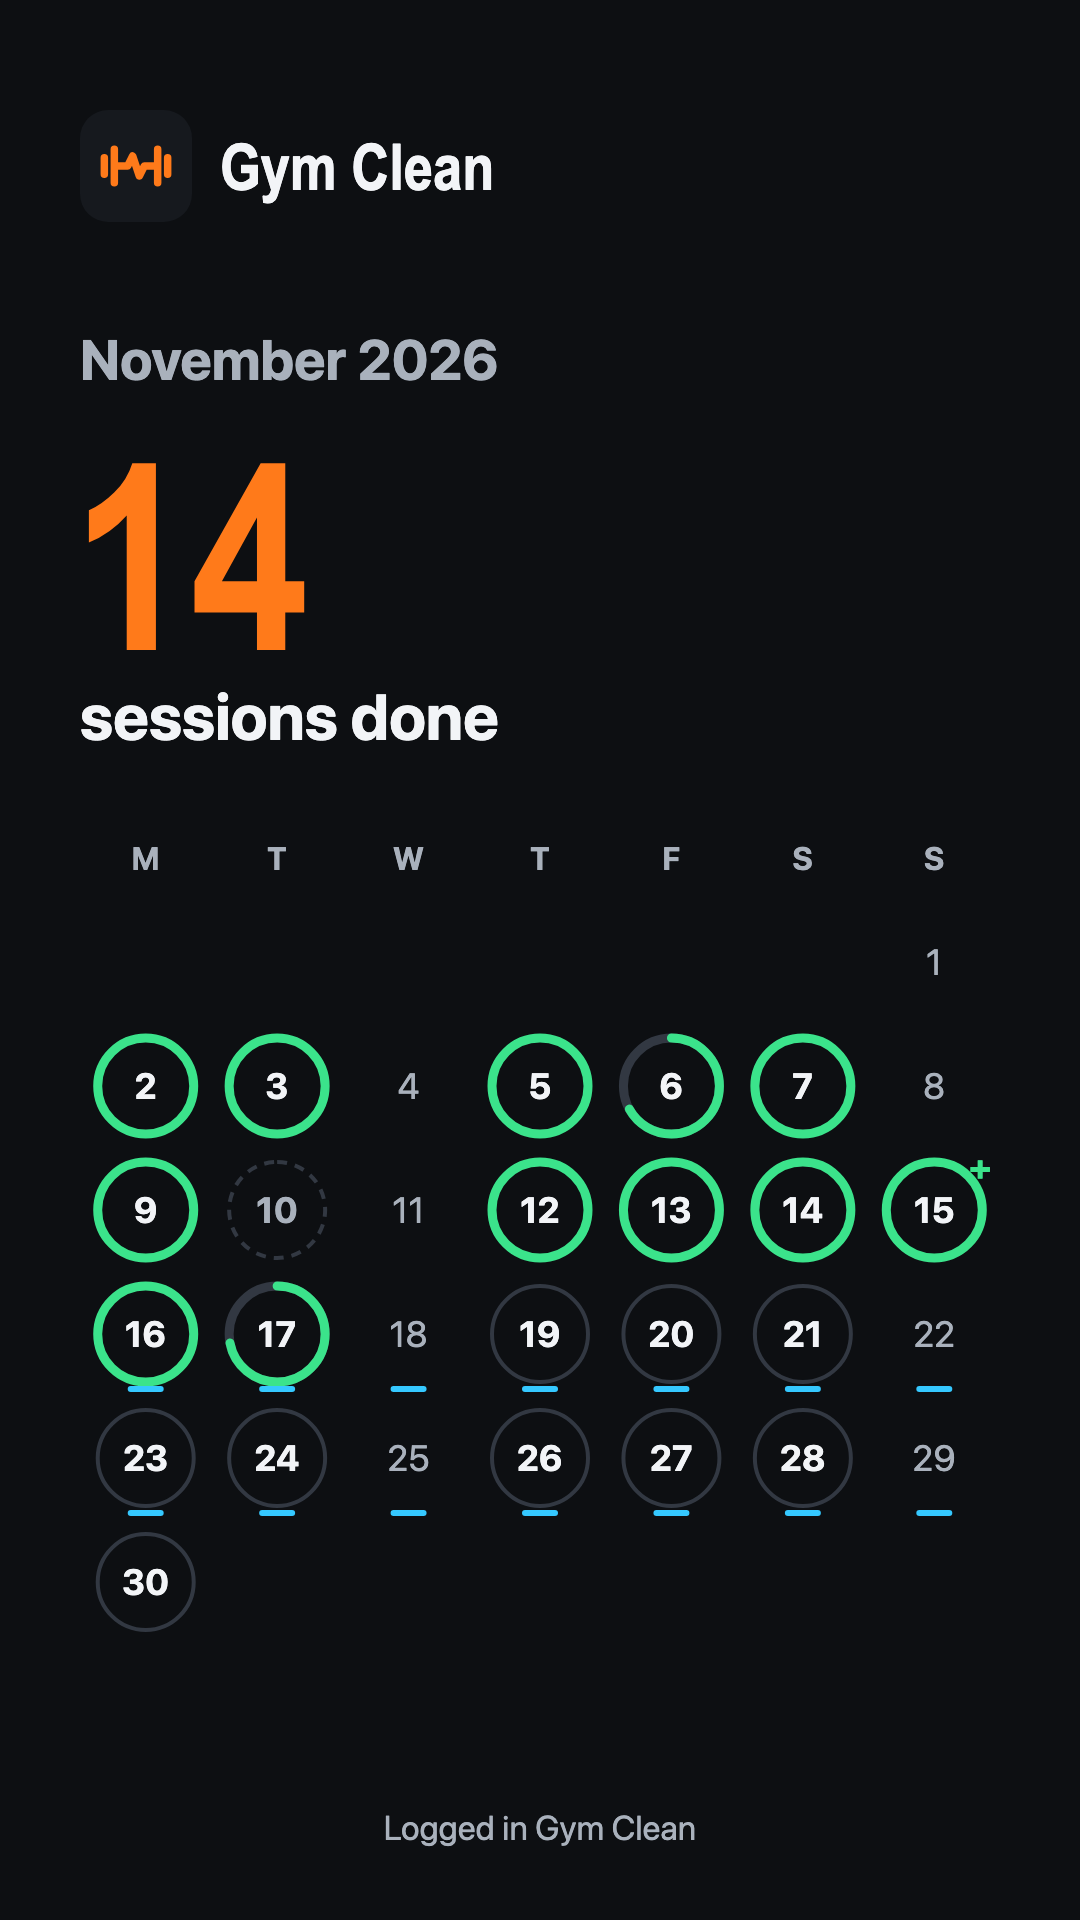 Gym Clean
November 2026
14
sessions done
M T W T F S S
1
2 3 4 5 6 7 8
9 10 11 12 13 14 15 +
16 17 18 19 20 21 22
23 24 25 26 27 28 29
30
Logged in Gym Clean